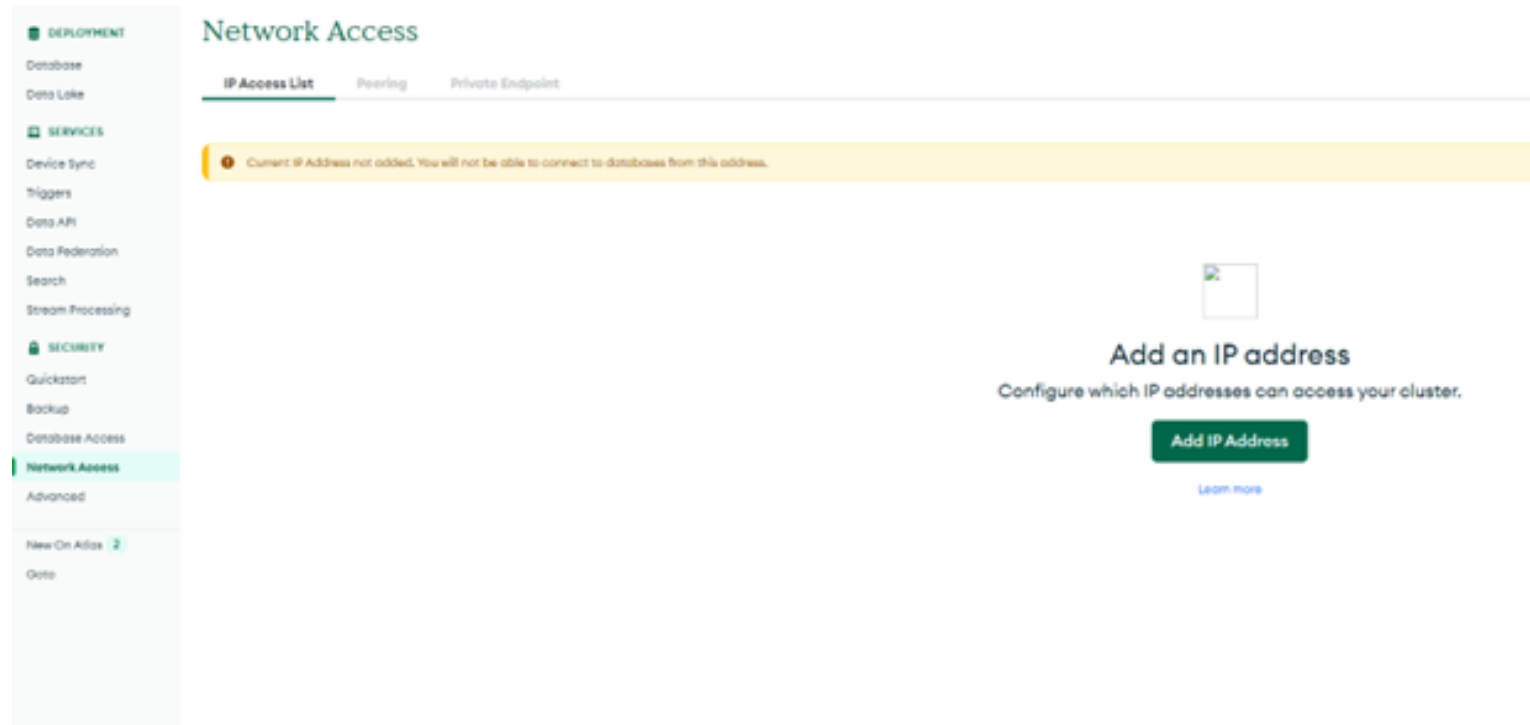 DEPLOYMENT
Database
Data Lake
SERVICES
Device Sync
Triggers
Data API
Data Federation
Search
Stream Processing
SECURITY
Quickstart
Backup
Database Access
Network Access
Advanced
New On Atlas 2
Goto
Network Access
IP Access List Peering Private Endpoint
Current IP Address not added. You will not be able to connect to databases from this address.
Add an IP address
Configure which IP addresses can access your cluster.
Add IP Address
Learn more